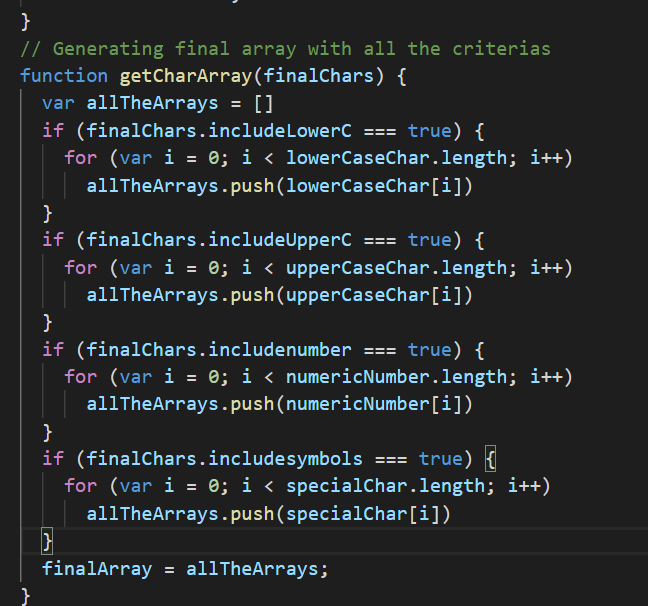 }
// Generating final array with all the criterias
function getCharArray(finalChars) {
  var allTheArrays = []
  if (finalChars.includeLowerC === true) {
    for (var i = 0; i < lowerCaseChar.length; i++)
      allTheArrays.push(lowerCaseChar[i])
  }
  if (finalChars.includeUpperC === true) {
    for (var i = 0; i < upperCaseChar.length; i++)
      allTheArrays.push(upperCaseChar[i])
  }
  if (finalChars.includenumber === true) {
    for (var i = 0; i < numericNumber.length; i++)
      allTheArrays.push(numericNumber[i])
  }
  if (finalChars.includesymbols === true) {
    for (var i = 0; i < specialChar.length; i++)
      allTheArrays.push(specialChar[i])
  }
  finalArray = allTheArrays;
}